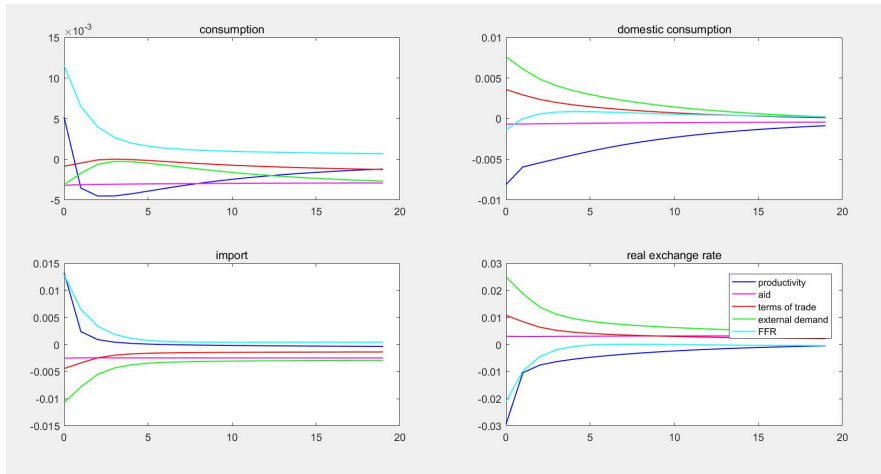 consumption
×10⁻³
15
10
5
0
-5
0 5 10 15 20
domestic consumption
0.01
0.005
0
-0.005
-0.01
0 5 10 15 20
import
0.015
0.01
0.005
0
-0.005
-0.01
-0.015
0 5 10 15 20
real exchange rate
0.03
0.02
0.01
0
-0.01
-0.02
-0.03
0 5 10 15 20
productivity
aid
terms of trade
external demand
FFR